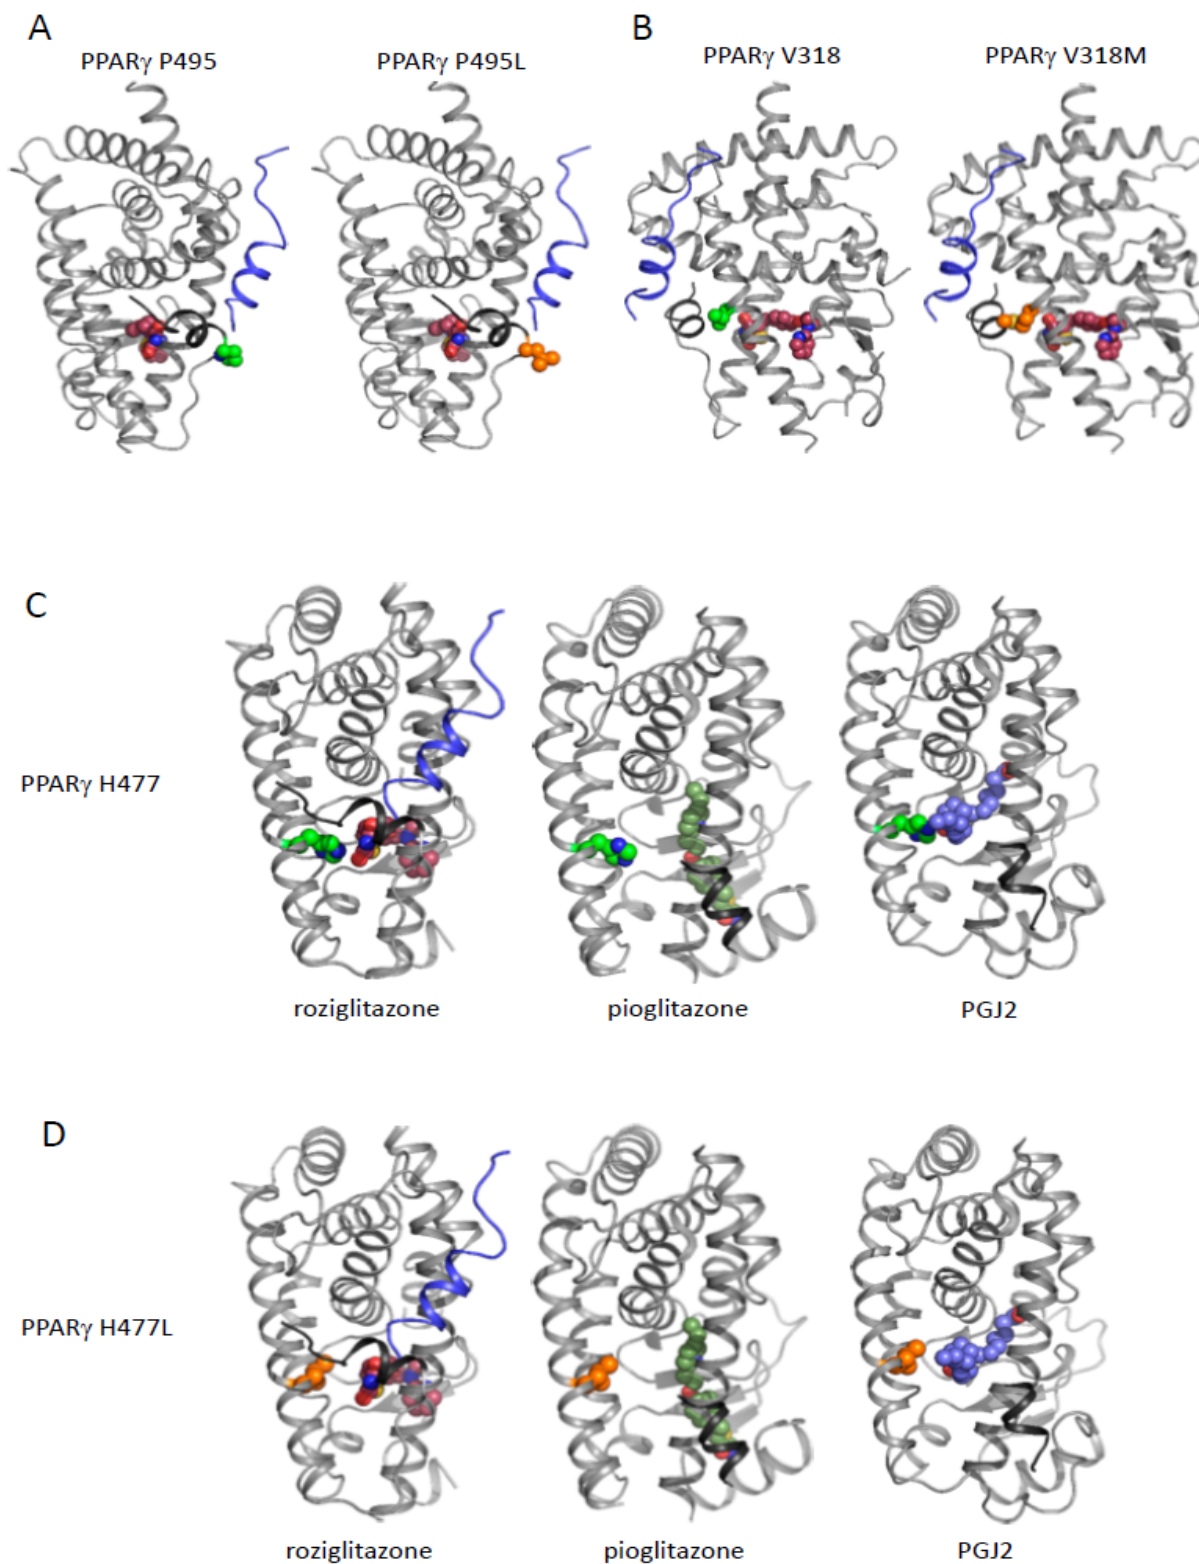 A
B
PPARγ P495
PPARγ P495L
PPARγ V318
PPARγ V318M
C
PPARγ H477
roziglitazone
pioglitazone
PGJ2
D
PPARγ H477L
roziglitazone
pioglitazone
PGJ2